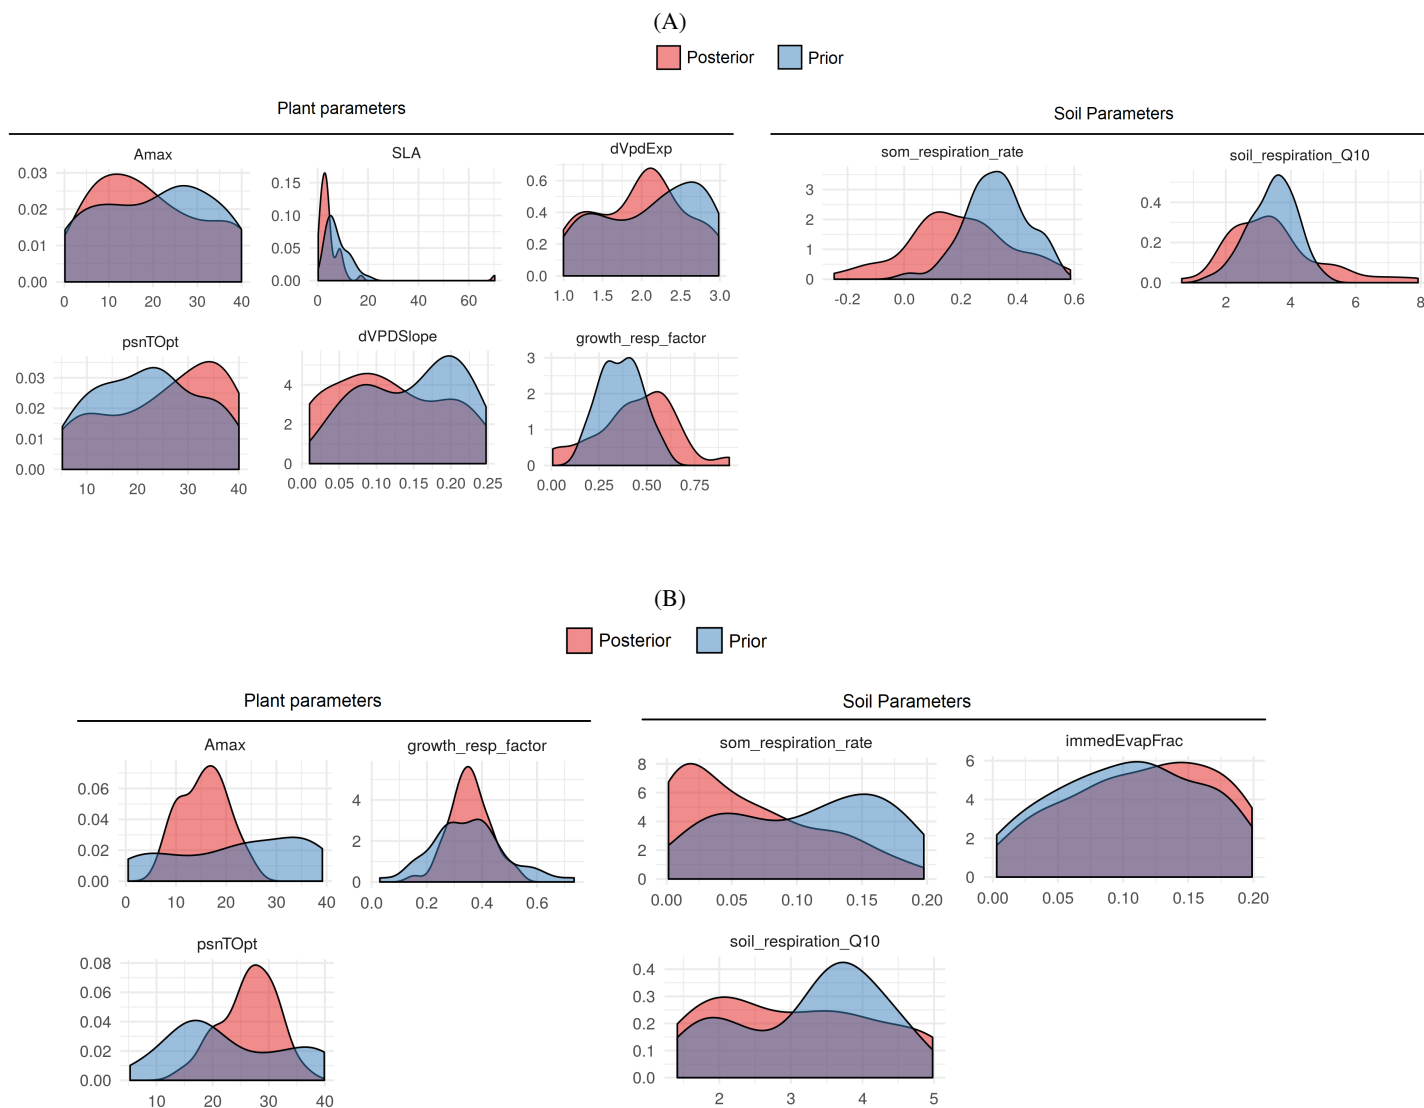 (A)
Posterior Prior
Plant parameters
Soil Parameters
Amax
0.03
0.02
0.01
0.00
0 10 20 30 40
SLA
0.15
0.10
0.05
0.00
0 20 40 60
dVpdExp
0.6
0.4
0.2
0.0
1.0 1.5 2.0 2.5 3.0
som_respiration_rate
3
2
1
0
-0.2 0.0 0.2 0.4 0.6
soil_respiration_Q10
0.4
0.2
0.0
2 4 6 8
psnTOpt
0.03
0.02
0.01
0.00
10 20 30 40
dVPDSlope
4
2
0
0.00 0.05 0.10 0.15 0.20 0.25
growth_resp_factor
3
2
1
0
0.00 0.25 0.50 0.75
(B)
Posterior Prior
Plant parameters
Soil Parameters
Amax
0.06
0.04
0.02
0.00
0 10 20 30 40
growth_resp_factor
4
2
0
0.0 0.2 0.4 0.6
som_respiration_rate
8
6
4
2
0
0.00 0.05 0.10 0.15 0.20
immedEvapFrac
6
4
2
0
0.00 0.05 0.10 0.15 0.20
psnTOpt
0.08
0.06
0.04
0.02
0.00
10 20 30 40
soil_respiration_Q10
0.4
0.3
0.2
0.1
0.0
2 3 4 5